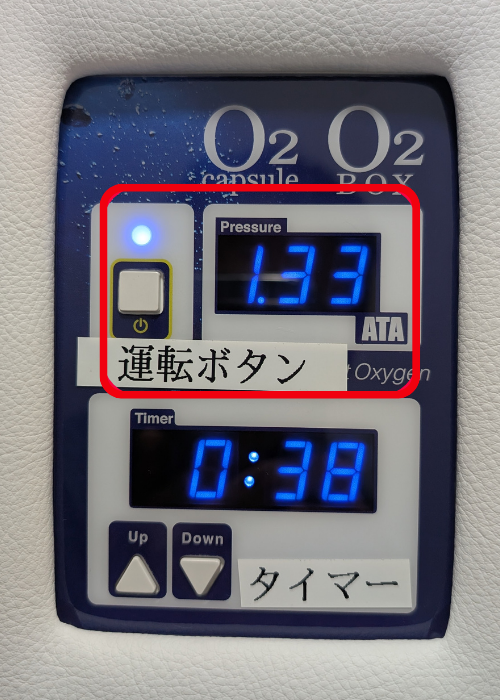 O2 capsule O2 BOX
Pressure
1.33
ATA
運転ボタン
t Oxygen
Timer
0:38
Up Down
タイマー